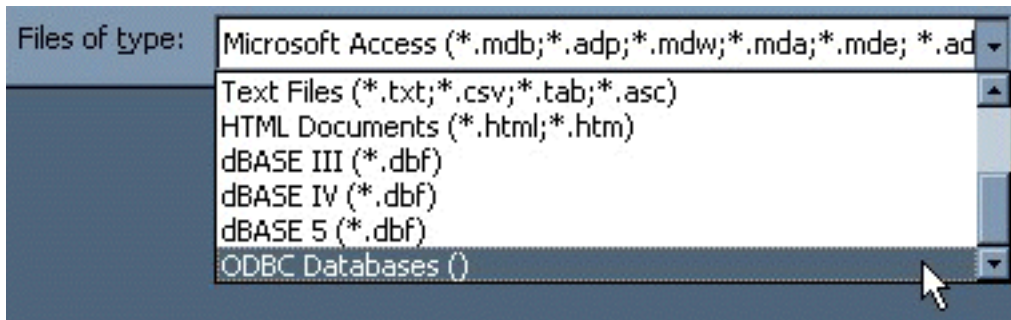 Files of type:
Microsoft Access (*.mdb;*.adp;*.mdw;*.mda;*.mde; *.ad
Text Files (*.txt;*.csv;*.tab;*.asc)
HTML Documents (*.html;*.htm)
dBASE III (*.dbf)
dBASE IV (*.dbf)
dBASE 5 (*.dbf)
ODBC Databases ()